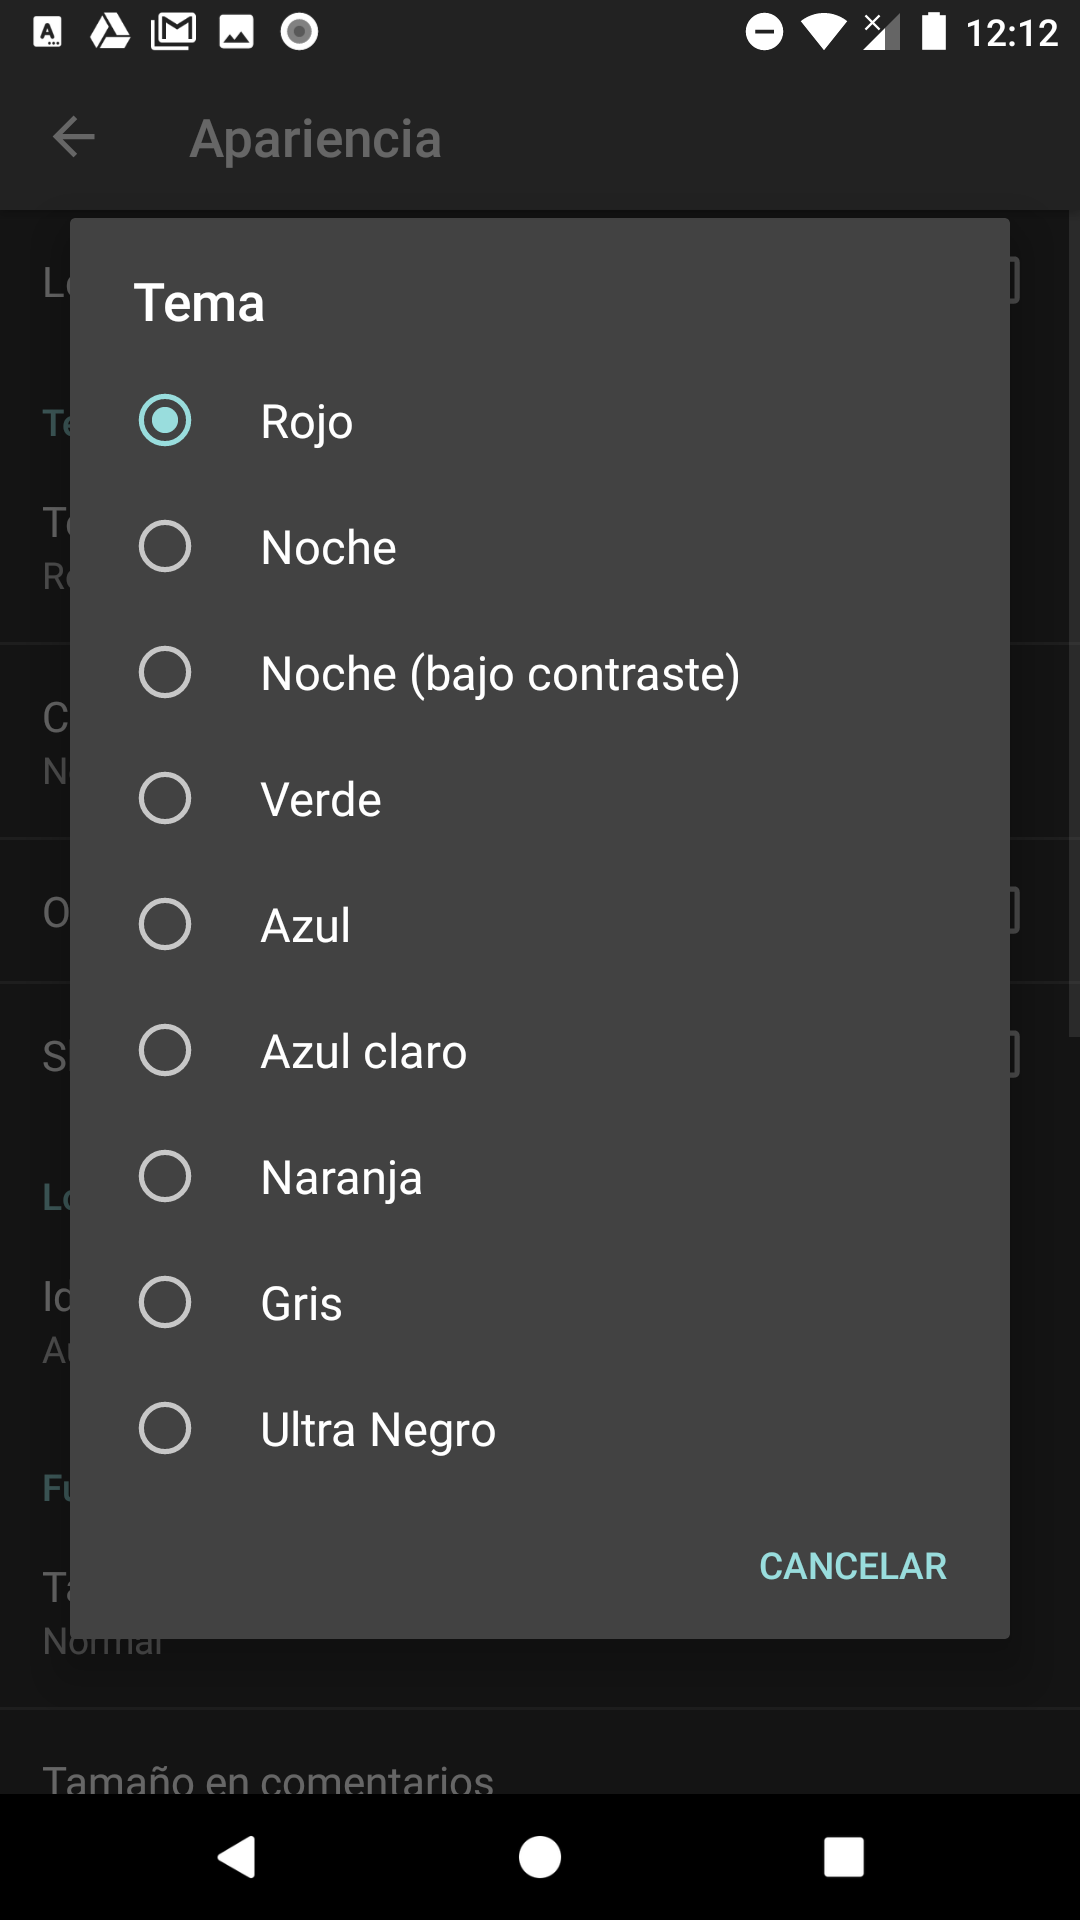 12:12
Apariencia
Tema
Rojo
Noche
Noche (bajo contraste)
Verde
Azul
Azul claro
Naranja
Gris
Ultra Negro
CANCELAR
Normal
Tamaño en comentarios